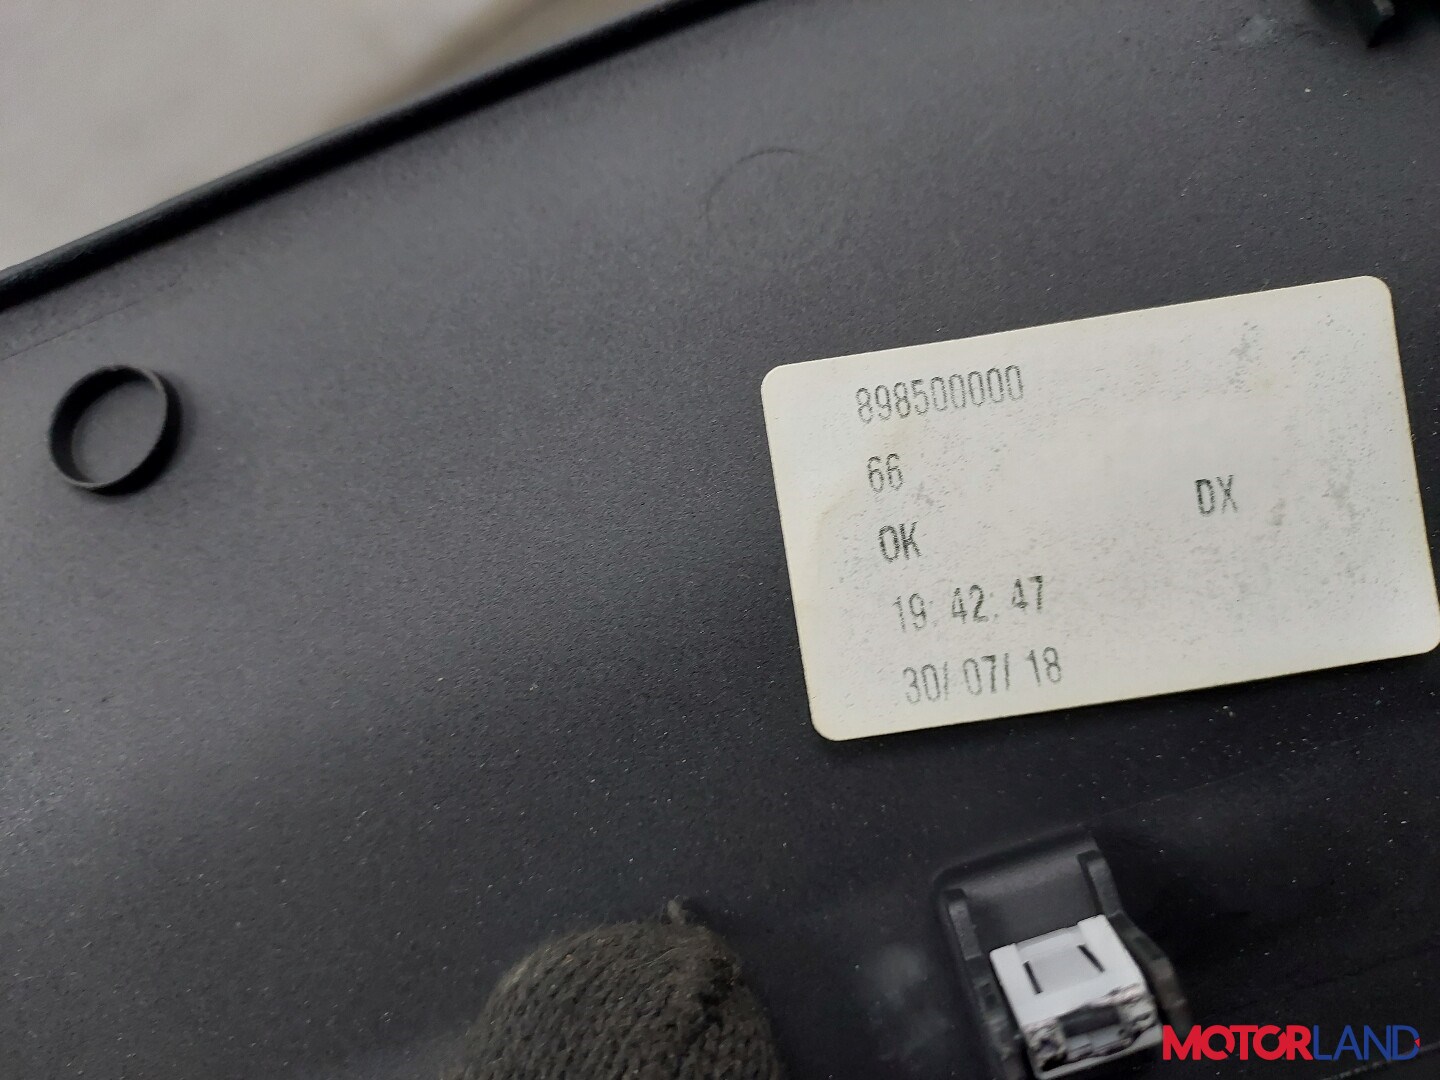 898500000
66
OK DX
19:42:47
30/07/18
MOTORLAND